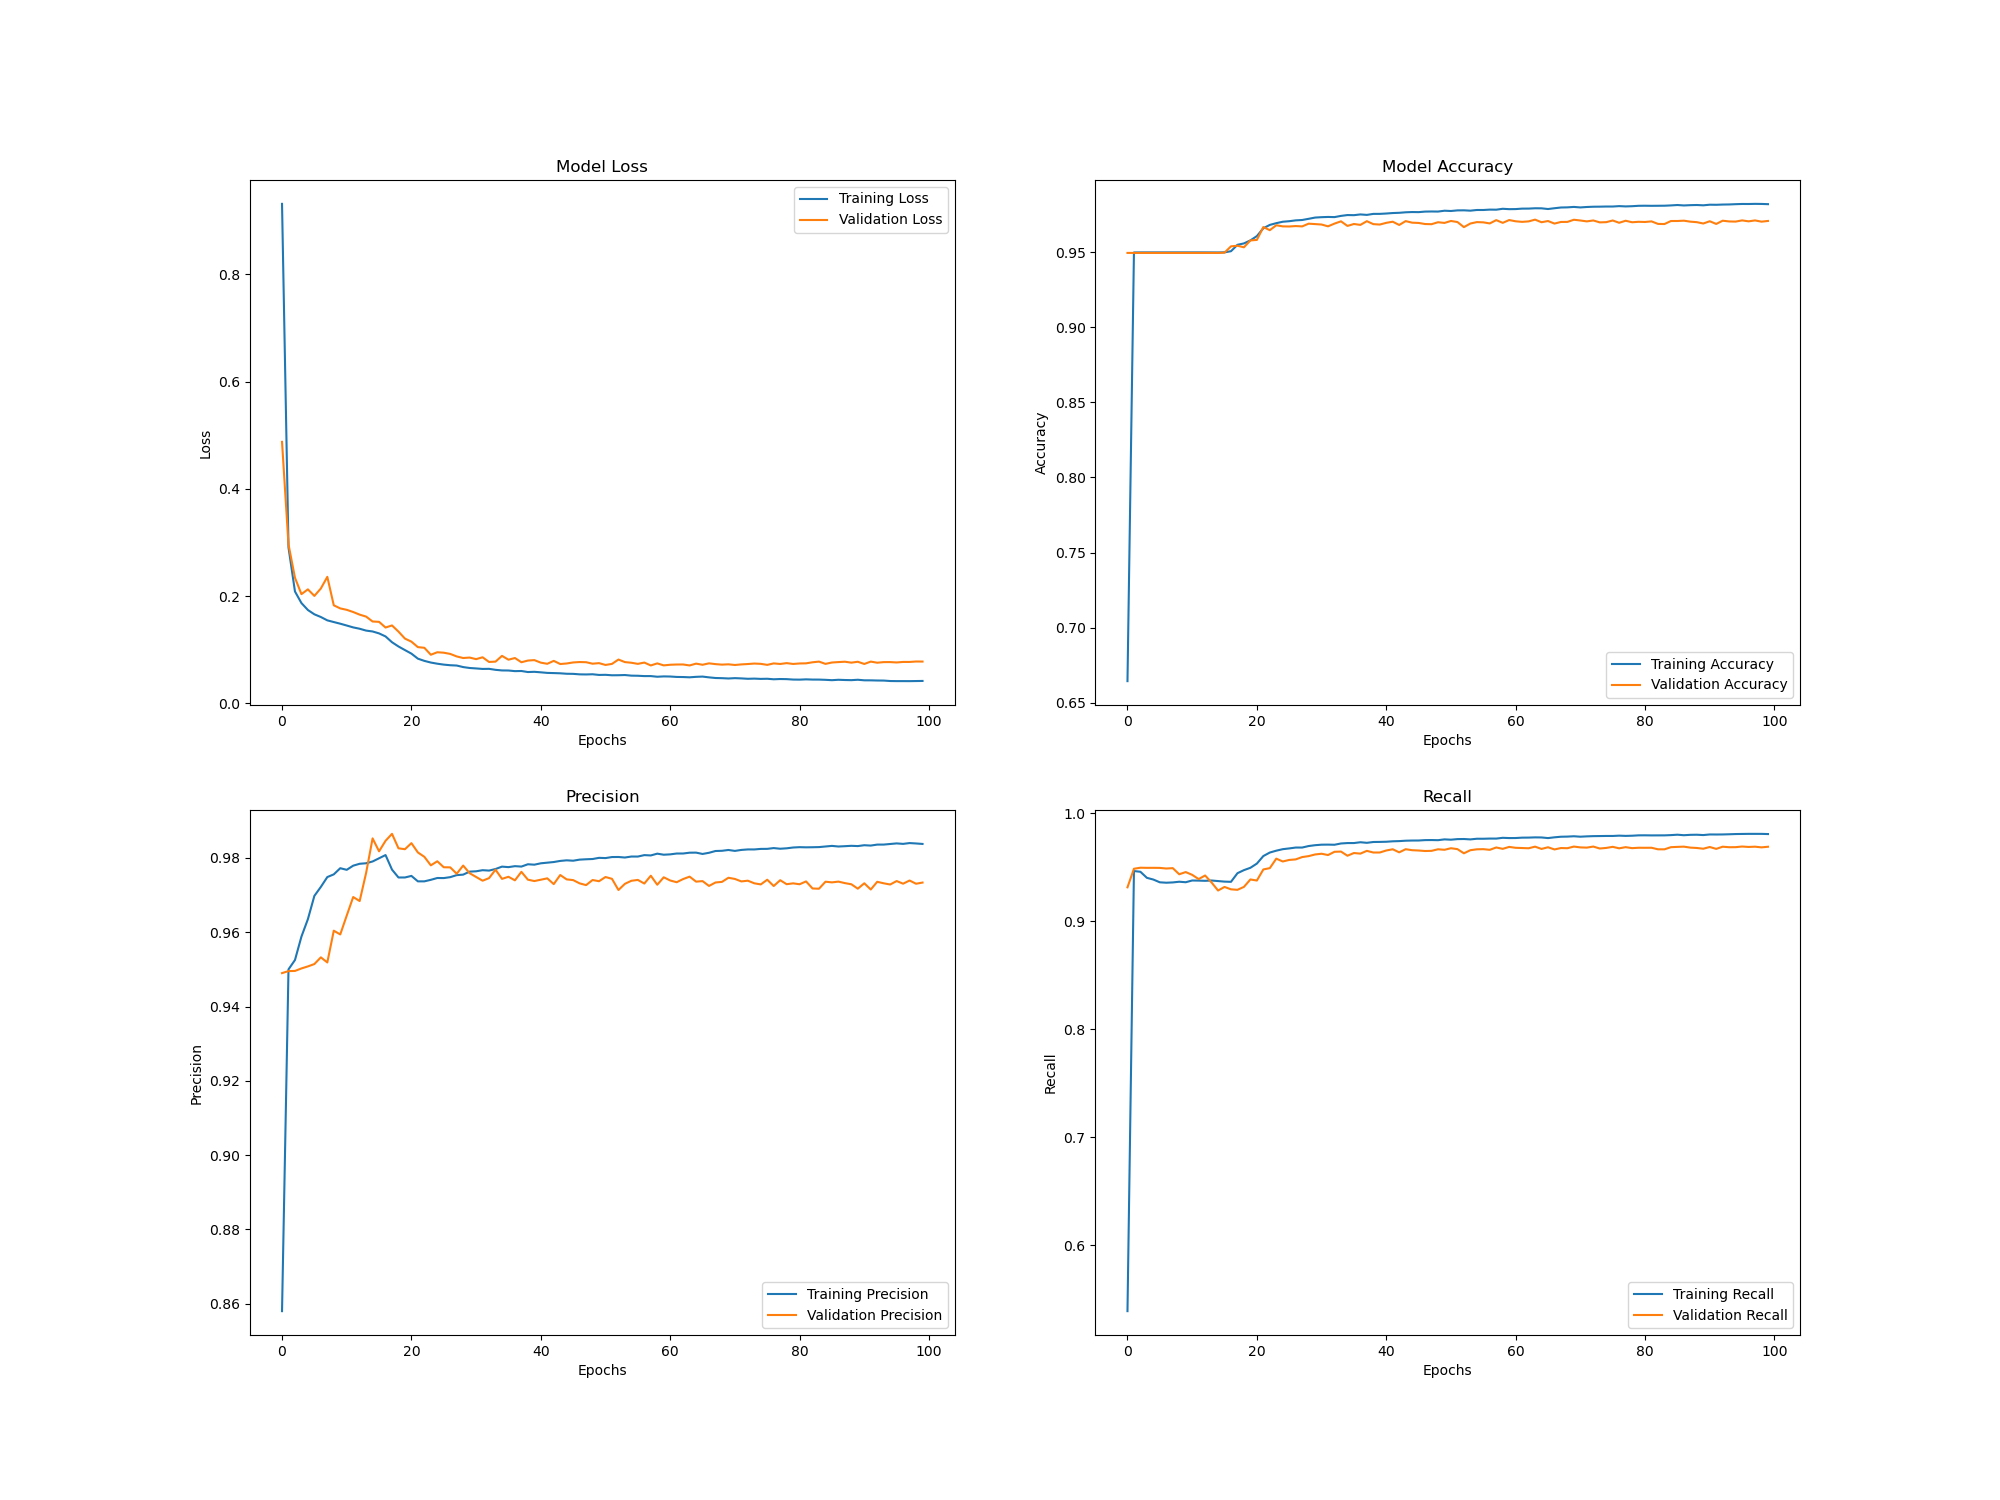 Model Loss
Loss
0.8
0.6
0.4
0.2
0.0
0 20 40 60 80 100
Epochs
Training Loss
Validation Loss
Model Accuracy
Accuracy
0.95
0.90
0.85
0.80
0.75
0.70
0.65
0 20 40 60 80 100
Epochs
Training Accuracy
Validation Accuracy
Precision
Precision
0.98
0.96
0.94
0.92
0.90
0.88
0.86
0 20 40 60 80 100
Epochs
Training Precision
Validation Precision
Recall
Recall
1.0
0.9
0.8
0.7
0.6
0 20 40 60 80 100
Epochs
Training Recall
Validation Recall